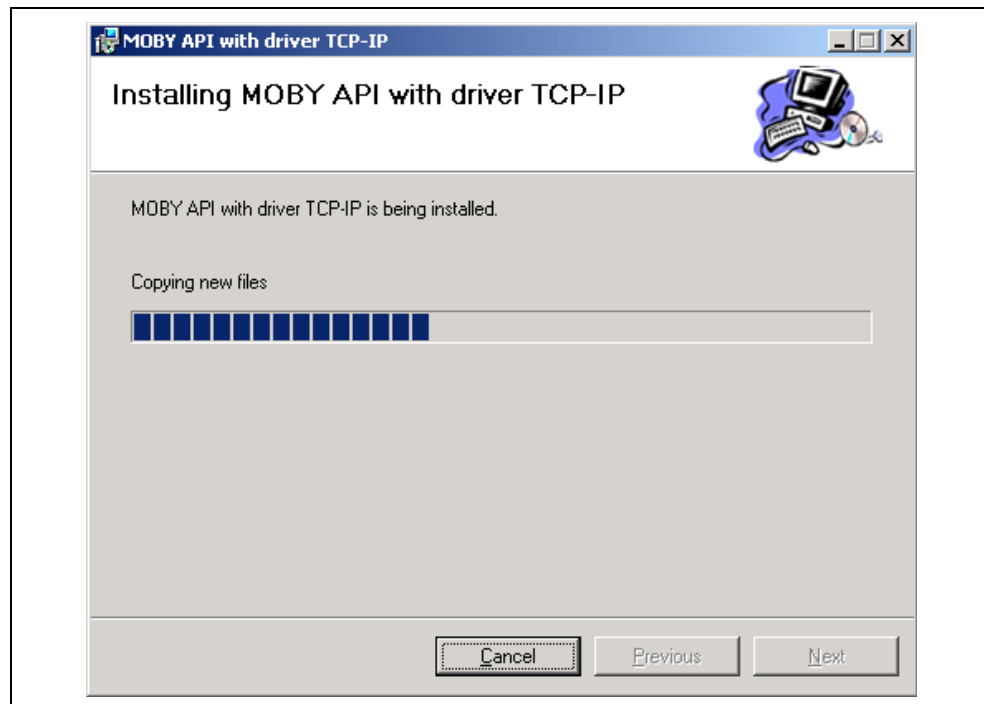 MOBY API with driver TCP-IP
Installing MOBY API with driver TCP-IP
MOBY API with driver TCP-IP is being installed.
Copying new files
Cancel
Previous
Next